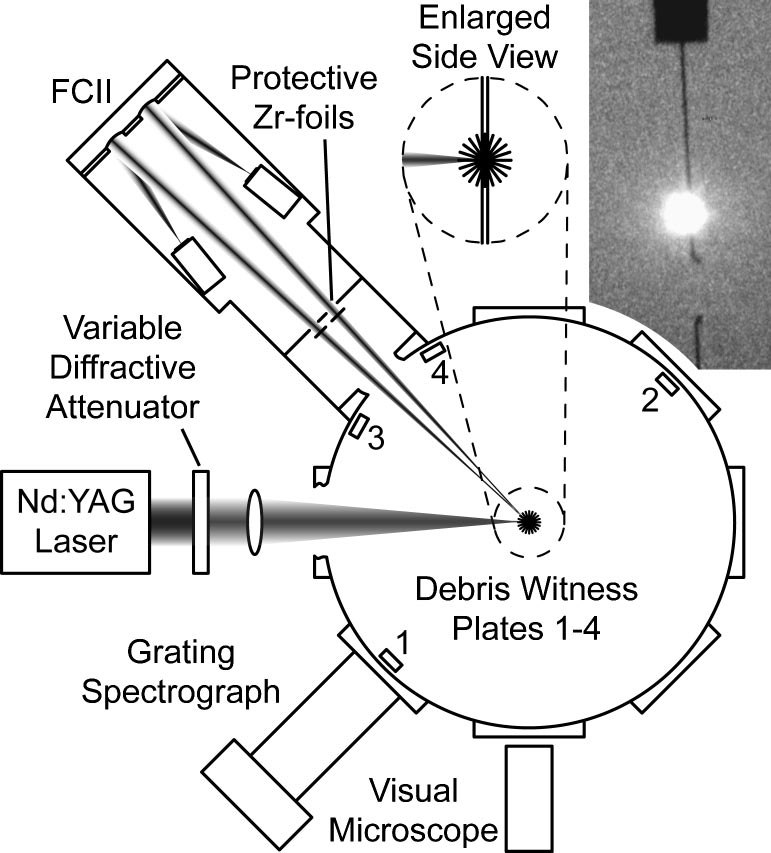 Enlarged
Side View
FCII
Protective
Zr-foils
Variable
Diffractive
Attenuator
4
2
3
Nd:YAG
Laser
Debris Witness
Plates 1-4
1
Grating
Spectrograph
Visual
Microscope